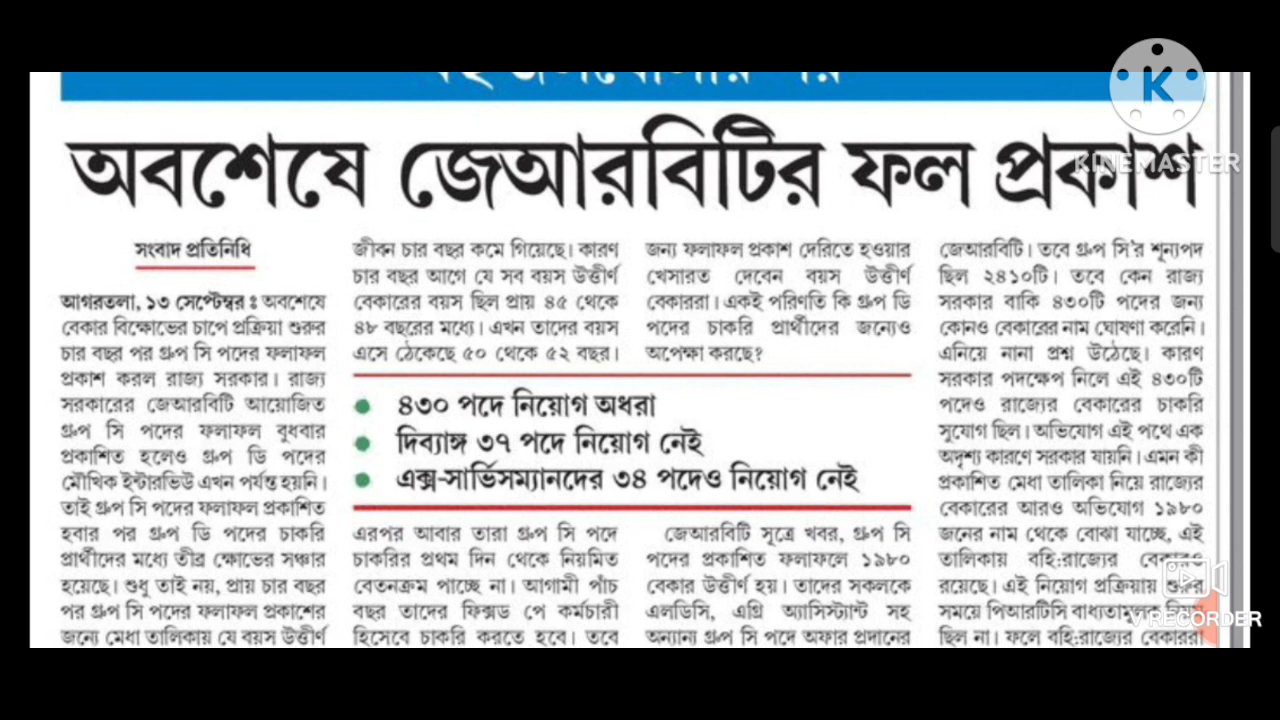 অবশেষে জেআরবিটির ফল প্রকাশ
সংবাদ প্রতিনিধি
আগরতলা, ১৩ সেপ্টেম্বর ঃ অবশেষে
বেকার বিক্ষোভের চাপে প্রক্রিয়া শুরুর
চার বছর পর গ্রুপ সি পদের ফলাফল
প্রকাশ করল রাজ্য সরকার। রাজ্য
সরকারের জেআরবিটি আয়োজিত
গ্রুপ সি পদের ফলাফল বুধবার
প্রকাশিত হলেও গ্রুপ ডি পদের
মৌখিক ইন্টারভিউ এখন পর্যন্ত হয়নি।
তাই গ্রুপ সি পদের ফলাফল প্রকাশিত
হবার পর গ্রুপ ডি পদের চাকরি
প্রার্থীদের মধ্যে তীব্র ক্ষোভের সঞ্চার
হয়েছে। শুধু তাই নয়, প্রায় চার বছর
পর গ্রুপ সি পদের ফলাফল প্রকাশের
জন্যে মেধা তালিকায় যে বয়স উত্তীর্ণ
জীবন চার বছর কমে গিয়েছে। কারণ
চার বছর আগে যে সব বয়স উত্তীর্ণ
বেকারের বয়স ছিল প্রায় ৪৫ থেকে
৪৮ বছরের মধ্যে। এখন তাদের বয়স
এসে ঠেকেছে ৫০ থেকে ৫২ বছর।
জন্য ফলাফল প্রকাশ দেরিতে হওয়ার
খেসারত দেবেন বয়স উত্তীর্ণ
বেকাররা। একই পরিণতি কি গ্রুপ ডি
পদের চাকরি প্রার্থীদের জন্যেও
অপেক্ষা করছে?
৪৩০ পদে নিয়োগ অধরা
দিব্যাঙ্গ ৩৭ পদে নিয়োগ নেই
এক্স-সার্ভিসম্যানদের ৩৪ পদেও নিয়োগ নেই
এরপর আবার তারা গ্রুপ সি পদে
চাকরির প্রথম দিন থেকে নিয়মিত
বেতনক্রম পাচ্ছে না। আগামী পাঁচ
বছর তাদের ফিক্সড পে কর্মচারী
হিসেবে চাকরি করতে হবে। তবে
জেআরবিটি সূত্রে খবর, গ্রুপ সি
পদের প্রকাশিত ফলাফলে ১৯৮০
বেকার উত্তীর্ণ হয়। তাদের সকলকে
এলডিসি, এগ্রি অ্যাসিস্ট্যান্ট সহ
অন্যান্য গ্রুপ সি পদে অফার প্রদানের
জেআরবিটি। তবে গ্রুপ সি'র শূন্যপদ
ছিল ২৪১০টি। তবে কেন রাজ্য
সরকার বাকি ৪৩০টি পদের জন্য
কোনও বেকারের নাম ঘোষণা করেনি।
এনিয়ে নানা প্রশ্ন উঠেছে। কারণ
সরকার পদক্ষেপ নিলে এই ৪৩০টি
পদেও রাজ্যের বেকারের চাকরি
সুযোগ ছিল। অভিযোগ এই পথে এক
অদৃশ্য কারণে সরকার যায়নি। এমন কী
প্রকাশিত মেধা তালিকা নিয়ে রাজ্যের
বেকারের আরও অভিযোগ ১৯৮০
জনের নাম থেকে বোঝা যাচ্ছে, এই
তালিকায় বহি:রাজ্যের বেকারও
রয়েছে। এই নিয়োগ প্রক্রিয়ায় শুরুর
সময়ে পিআরটিসি বাধ্যতামূলক
ছিল না। ফলে বহি:রাজ্যের বেকাররা
KINEMASTER
V RECORDER